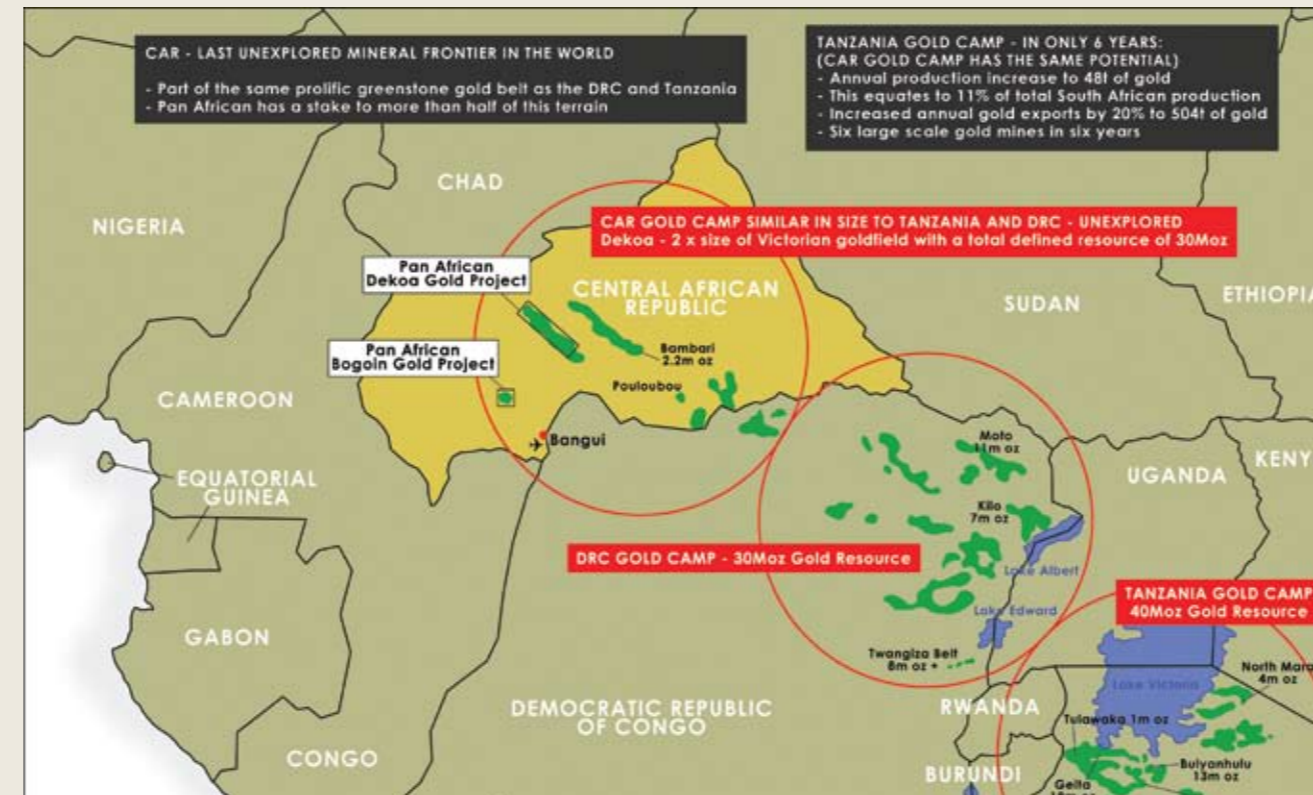 CAR - LAST UNEXPLORED MINERAL FRONTIER IN THE WORLD
- Part of the same prolific greenstone gold belt as the DRC and Tanzania
- Pan African has a stake to more than half of this terrain
TANZANIA GOLD CAMP - IN ONLY 6 YEARS:
(CAR GOLD CAMP HAS THE SAME POTENTIAL)
- Annual production increase to 48t of gold
- This equates to 11% of total South African production
- Increased annual gold exports by 20% to 504t of gold
- Six large scale gold mines in six years
CHAD
NIGERIA
CAR GOLD CAMP SIMILAR IN SIZE TO TANZANIA AND DRC - UNEXPLORED
Dekoa - 2 x size of Victorian goldfield with a total defined resource of 30Moz
Pan African
Dekoa Gold Project
CENTRAL AFRICAN
REPUBLIC
SUDAN
ETHIOPIA
Pan African
Bogoin Gold Project
Bambari
2.2m oz
Pouloubou
CAMEROON
Bangui
Moto
11m oz
UGANDA
KENY
EQUATORIAL
GUINEA
Kilo
7m oz
DRC GOLD CAMP - 30Moz Gold Resource
Lake Albert
TANZANIA GOLD CAMP
40Moz Gold Resource
Lake Edward
GABON
Twangiza Belt
6m oz +
North Mara
4m oz
Lake Victoria
DEMOCRATIC REPUBLIC
OF CONGO
RWANDA
Tulawaka 1m oz
CONGO
BURUNDI
Bulyanhulu
13m oz
Geita